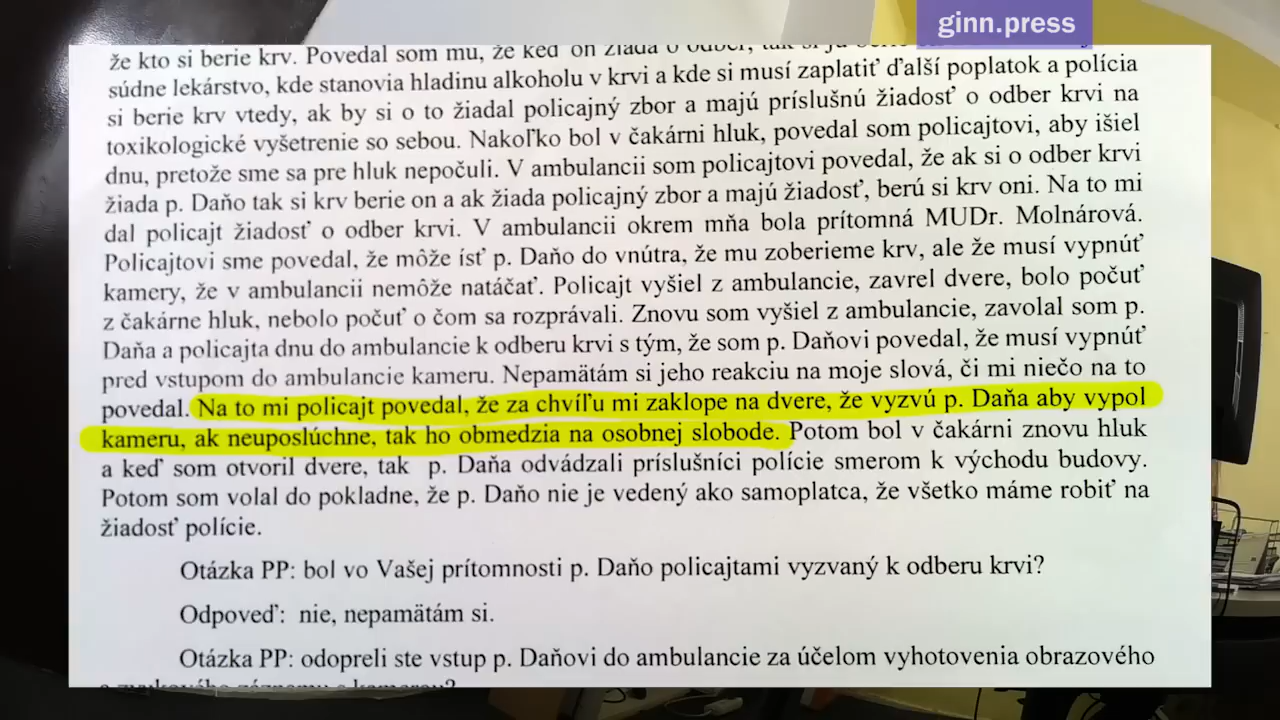 ginn.press
že kto si berie krv. Povedal som mu, že keď on žiada o odber, tak si ju berie
súdne lekárstvo, kde stanovia hladinu alkoholu v krvi a kde si musí zaplatiť ďalší poplatok a polícia
si berie krv vtedy, ak by si o to žiadal policajný zbor a majú príslušnú žiadosť o odber krvi na
toxikologické vyšetrenie so sebou. Nakoľko bol v čakárni hluk, povedal som policajtovi, aby išiel
dnu, pretože sme sa pre hluk nepočuli. V ambulancii som policajtovi povedal, že ak si o odber krvi
žiada p. Daňo tak si krv berie on a ak žiada policajný zbor a majú žiadosť, berú si krv oni. Na to mi
dal policajt žiadosť o odber krvi. V ambulancii okrem mňa bola prítomná MUDr. Molnárová.
Policajtovi sme povedal, že môže ísť p. Daňo do vnútra, že mu zoberieme krv, ale že musí vypnúť
kamery, že v ambulancii nemôže natáčať. Policajt vyšiel z ambulancie, zavrel dvere, bolo počuť
z čakárne hluk, nebolo počuť o čom sa rozprávali. Znovu som vyšiel z ambulancie, zavolal som p.
Daňa a policajta dnu do ambulancie k odberu krvi s tým, že som p. Daňovi povedal, že musí vypnúť
pred vstupom do ambulancie kameru. Nepamätám si jeho reakciu na moje slová, či mi niečo na to
povedal. Na to mi policajt povedal, že za chvíľu mi zaklope na dvere, že vyzvú p. Daňa aby vypol
kameru, ak neuposlúchne, tak ho obmedzia na osobnej slobode. Potom bol v čakárni znovu hluk
a keď som otvoril dvere, tak p. Daňa odvádzali príslušníci polície smerom k východu budovy.
Potom som volal do pokladne, že p. Daňo nie je vedený ako samoplatca, že všetko máme robiť na
žiadosť polície.
Otázka PP: bol vo Vašej prítomnosti p. Daňo policajtami vyzvaný k odberu krvi?
Odpoveď: nie, nepamätám si.
Otázka PP: odopreli ste vstup p. Daňovi do ambulancie za účelom vyhotovenia obrazového